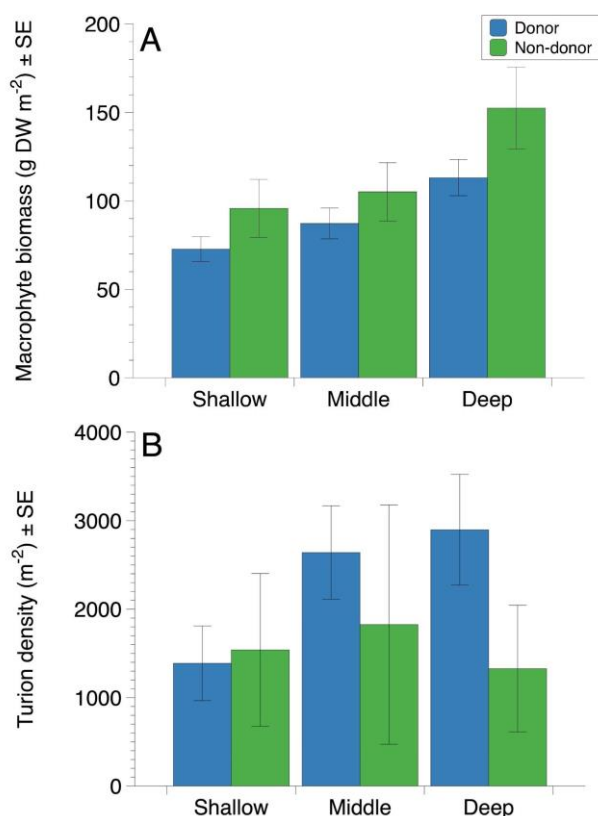 A
Donor
Non-donor
Macrophyte biomass (g DW m⁻²) ± SE
200
150
100
50
0
Shallow Middle Deep
B
Turion density (m⁻²) ± SE
4000
3000
2000
1000
0
Shallow Middle Deep